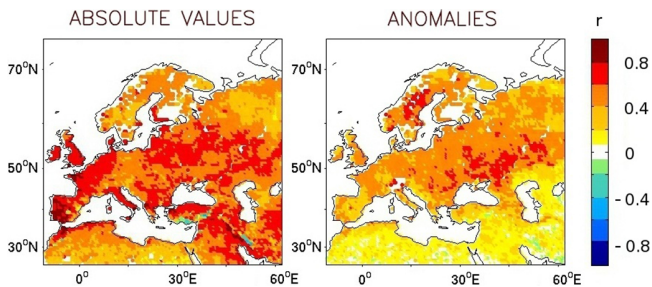 ABSOLUTE VALUES ANOMALIES r
70°N 70°N 0.8
0.4
50°N 50°N 0
- 0.4
30°N 30°N - 0.8
0° 30°E 60°E 0° 30°E 60°E